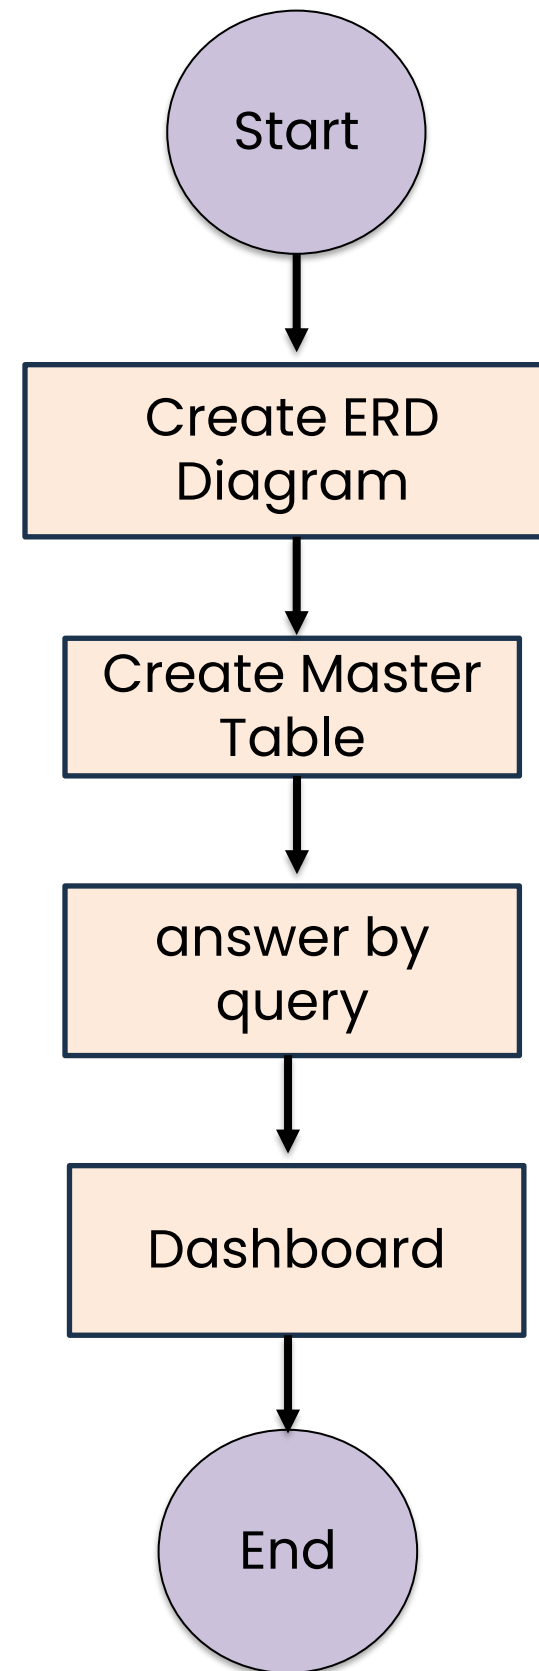 Start
Create ERD
Diagram
Create Master
Table
answer by
query
Dashboard
End